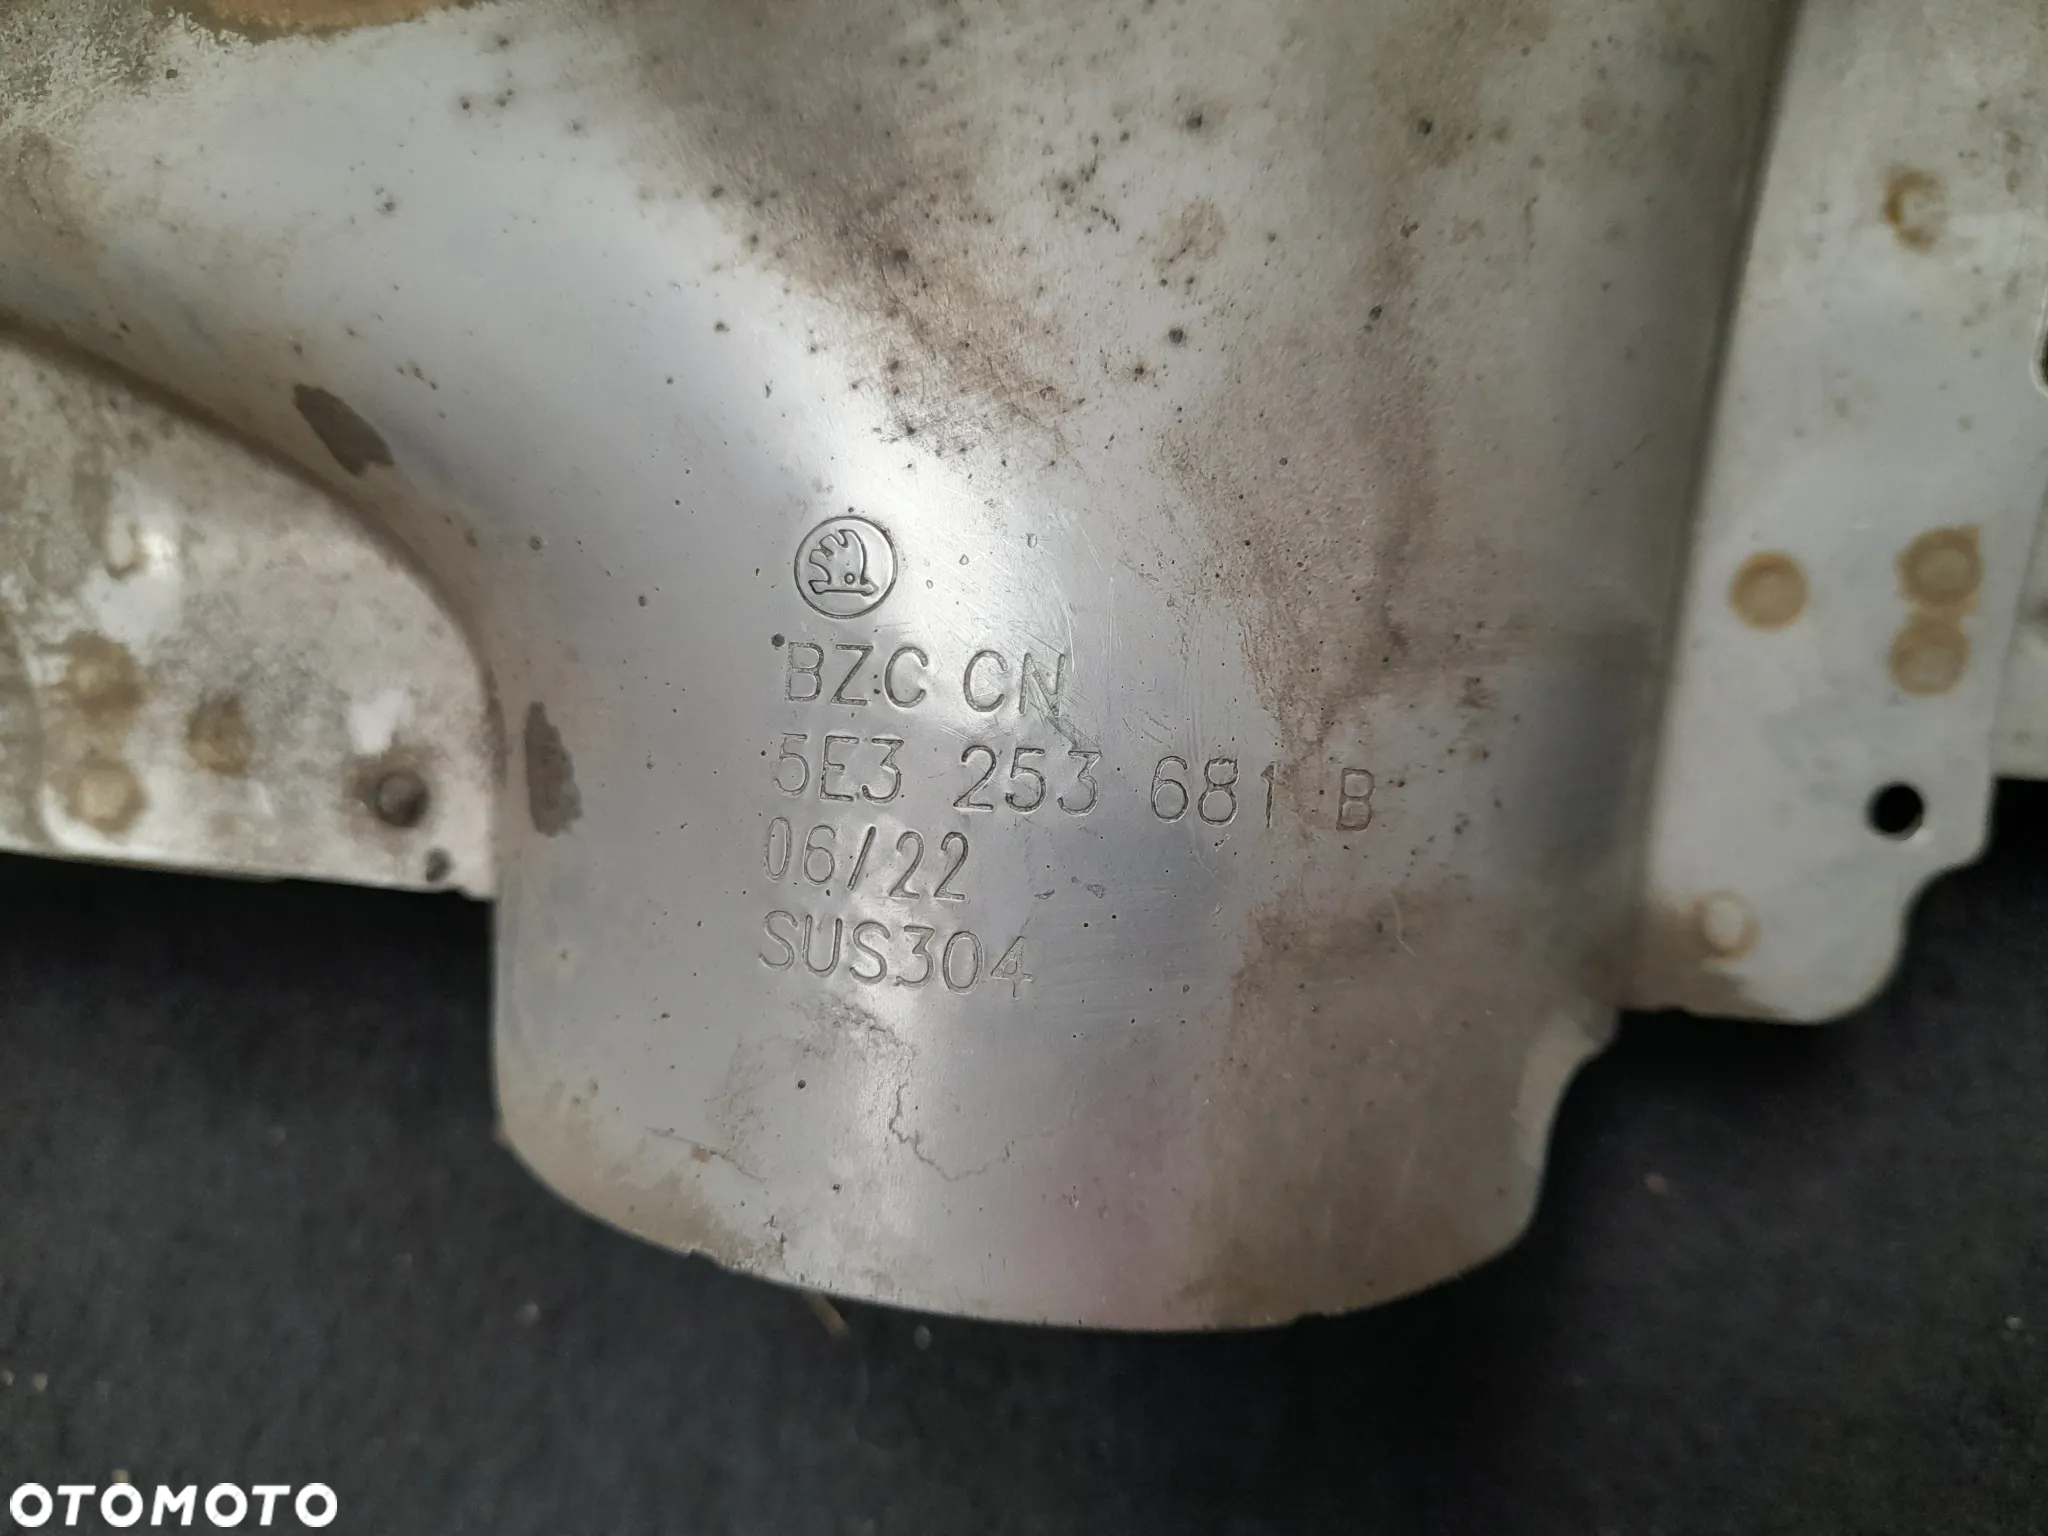 BZC CN
5E3 253 681 B
06/22
SUS304
OTOMOTO